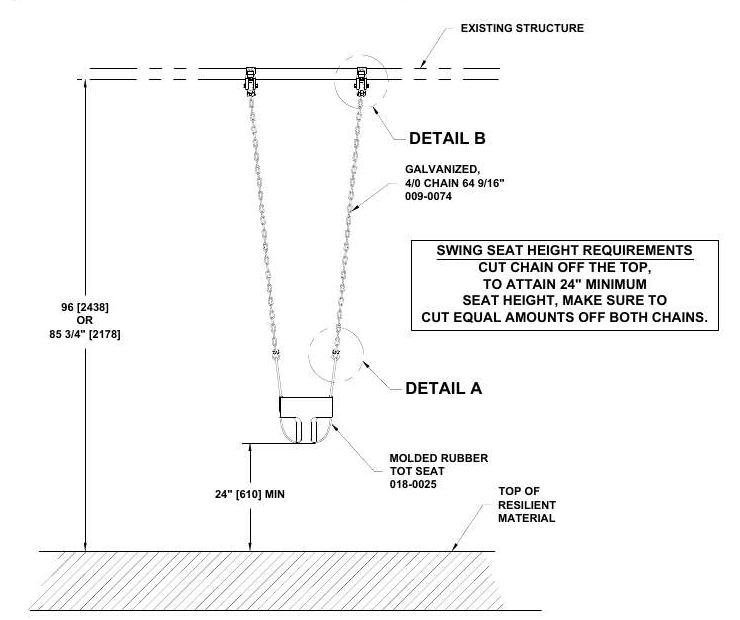 EXISTING STRUCTURE
DETAIL B
GALVANIZED,
4/0 CHAIN 64 9/16"
009-0074
SWING SEAT HEIGHT REQUIREMENTS
CUT CHAIN OFF THE TOP,
TO ATTAIN 24" MINIMUM
SEAT HEIGHT, MAKE SURE TO
CUT EQUAL AMOUNTS OFF BOTH CHAINS.
96 [2438]
OR
85 3/4" [2178]
DETAIL A
MOLDED RUBBER
TOT SEAT
018-0025
24" [610] MIN
TOP OF
RESILIENT
MATERIAL